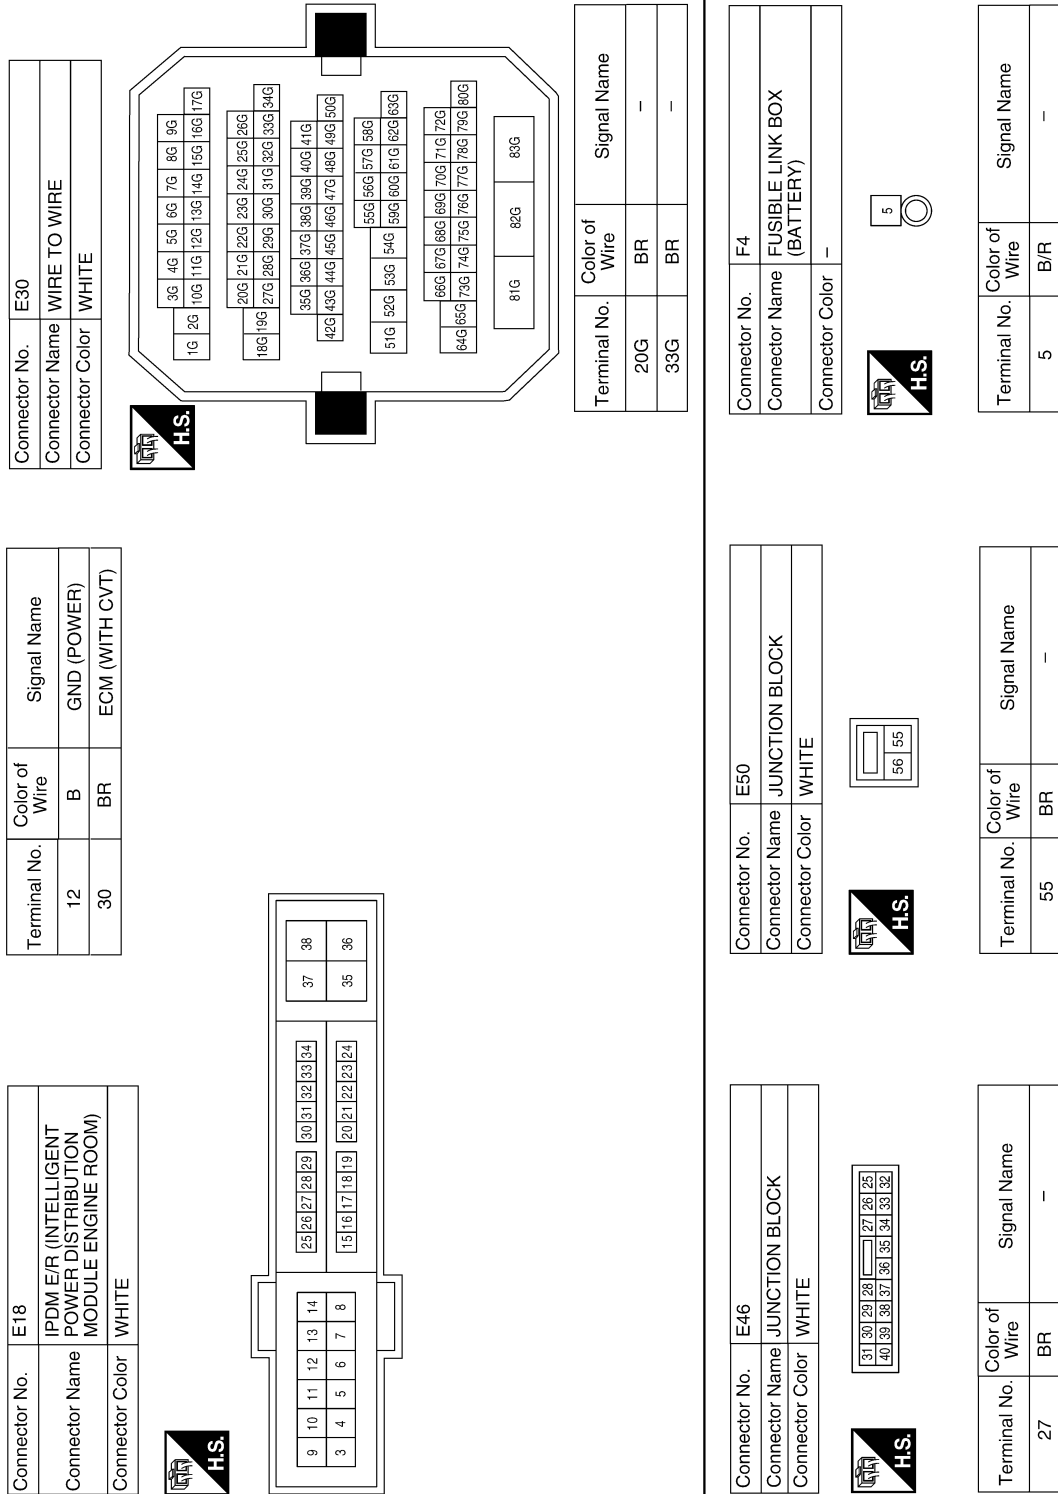 Connector No. E18
Connector Name IPDM E/R (INTELLIGENT
POWER DISTRIBUTION
MODULE ENGINE ROOM)
Connector Color WHITE
H.S.
9 10 11 12 13 14
3 4 5 6 7 8
25 26 27 28 29 30 31 32 33 34
15 16 17 18 19 20 21 22 23 24
37 38
35 36
Terminal No. Color of Wire Signal Name
12 B GND (POWER)
30 BR ECM (WITH CVT)
Connector No. E30
Connector Name WIRE TO WIRE
Connector Color WHITE
H.S.
3G 4G 5G 6G 7G 8G 9G
1G 2G 10G 11G 12G 13G 14G 15G 16G 17G
20G 21G 22G 23G 24G 25G 26G
18G 19G 27G 28G 29G 30G 31G 32G 33G 34G
35G 36G 37G 38G 39G 40G 41G
42G 43G 44G 45G 46G 47G 48G 49G 50G
55G 56G 57G 58G
51G 52G 53G 54G 59G 60G 61G 62G 63G
66G 67G 68G 69G 70G 71G 72G
64G 65G 73G 74G 75G 76G 77G 78G 79G 80G
81G 82G 83G
Terminal No. Color of Wire Signal Name
20G BR –
33G BR –
Connector No. E46
Connector Name JUNCTION BLOCK
Connector Color WHITE
H.S.
31 30 29 28 27 26 25
40 39 38 37 36 35 34 33 32
Terminal No. Color of Wire Signal Name
27 BR –
Connector No. E50
Connector Name JUNCTION BLOCK
Connector Color WHITE
H.S.
56 55
Terminal No. Color of Wire Signal Name
55 BR –
Connector No. F4
Connector Name FUSIBLE LINK BOX
(BATTERY)
Connector Color –
H.S.
5
Terminal No. Color of Wire Signal Name
5 B/R –